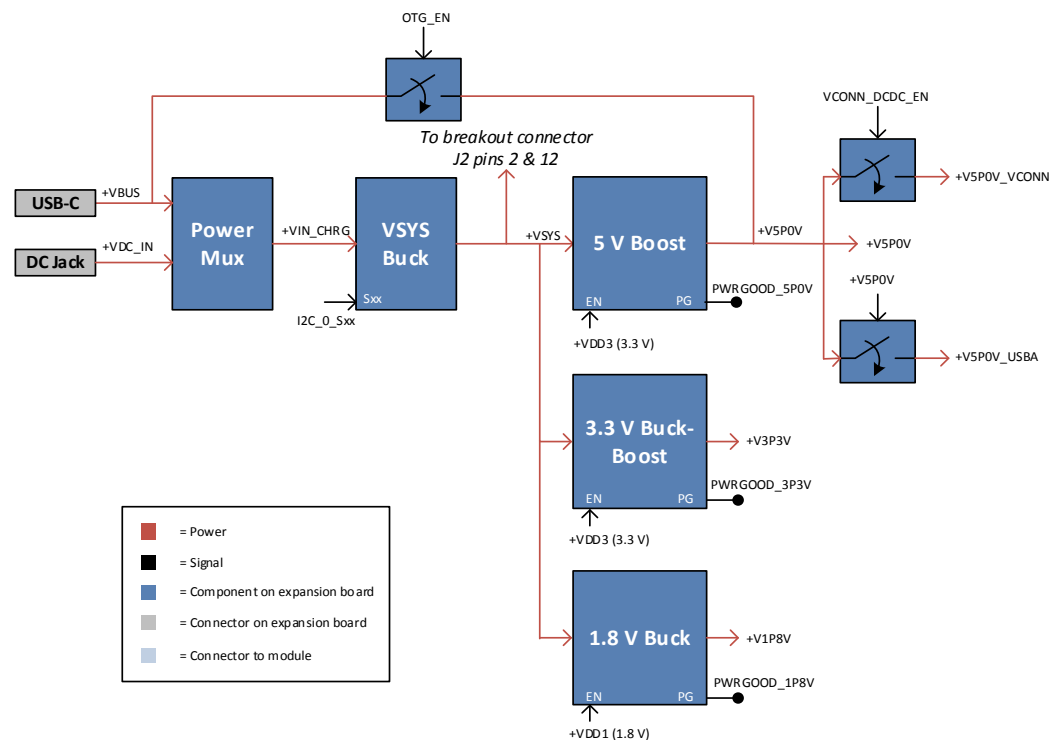 OTG_EN
VCONN_DCDC_EN
To breakout connector
J2 pins 2 & 12
USB-C
+VBUS
+V5P0V_VCONN
Power
Mux
+VIN_CHRG
VSYS
Buck
+VSYS
5 V Boost
+V5P0V
+V5P0V
DC Jack
+VDC_IN
+V5P0V
PWRGOOD_5P0V
Sxx
I2C_0_Sxx
EN
PG
+VDD3 (3.3 V)
+V5P0V_USBA
3.3 V Buck-
Boost
+V3P3V
PWRGOOD_3P3V
EN
PG
+VDD3 (3.3 V)
= Power
= Signal
= Component on expansion board
= Connector on expansion board
= Connector to module
1.8 V Buck
+V1P8V
PWRGOOD_1P8V
EN
PG
+VDD1 (1.8 V)